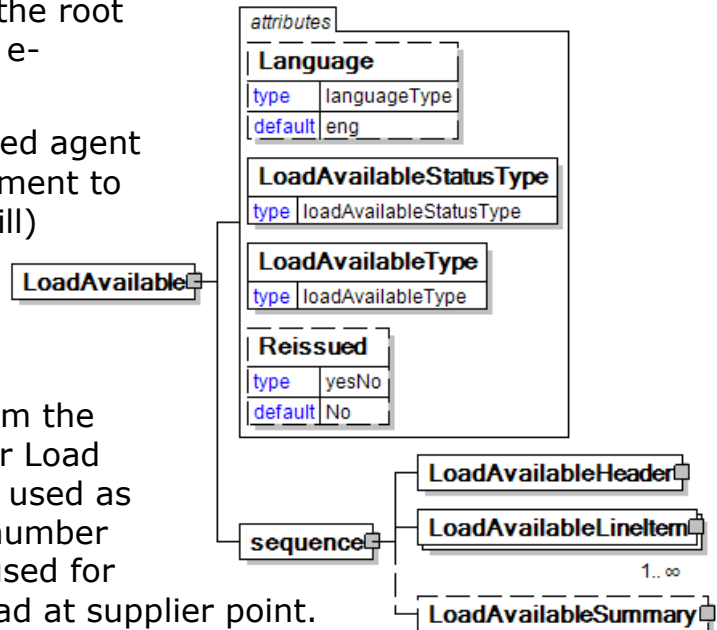 the root
e-
ed agent
ment to
ill)
m the
r Load
used as
number
used for
ad at supplier point.
attributes
Language
type languageType
default eng
LoadAvailableStatusType
type loadAvailableStatusType
LoadAvailableType
type loadAvailableType
Reissued
type yesNo
default No
LoadAvailable
sequence
LoadAvailableHeader
LoadAvailableLineItem
1.. ∞
LoadAvailableSummary